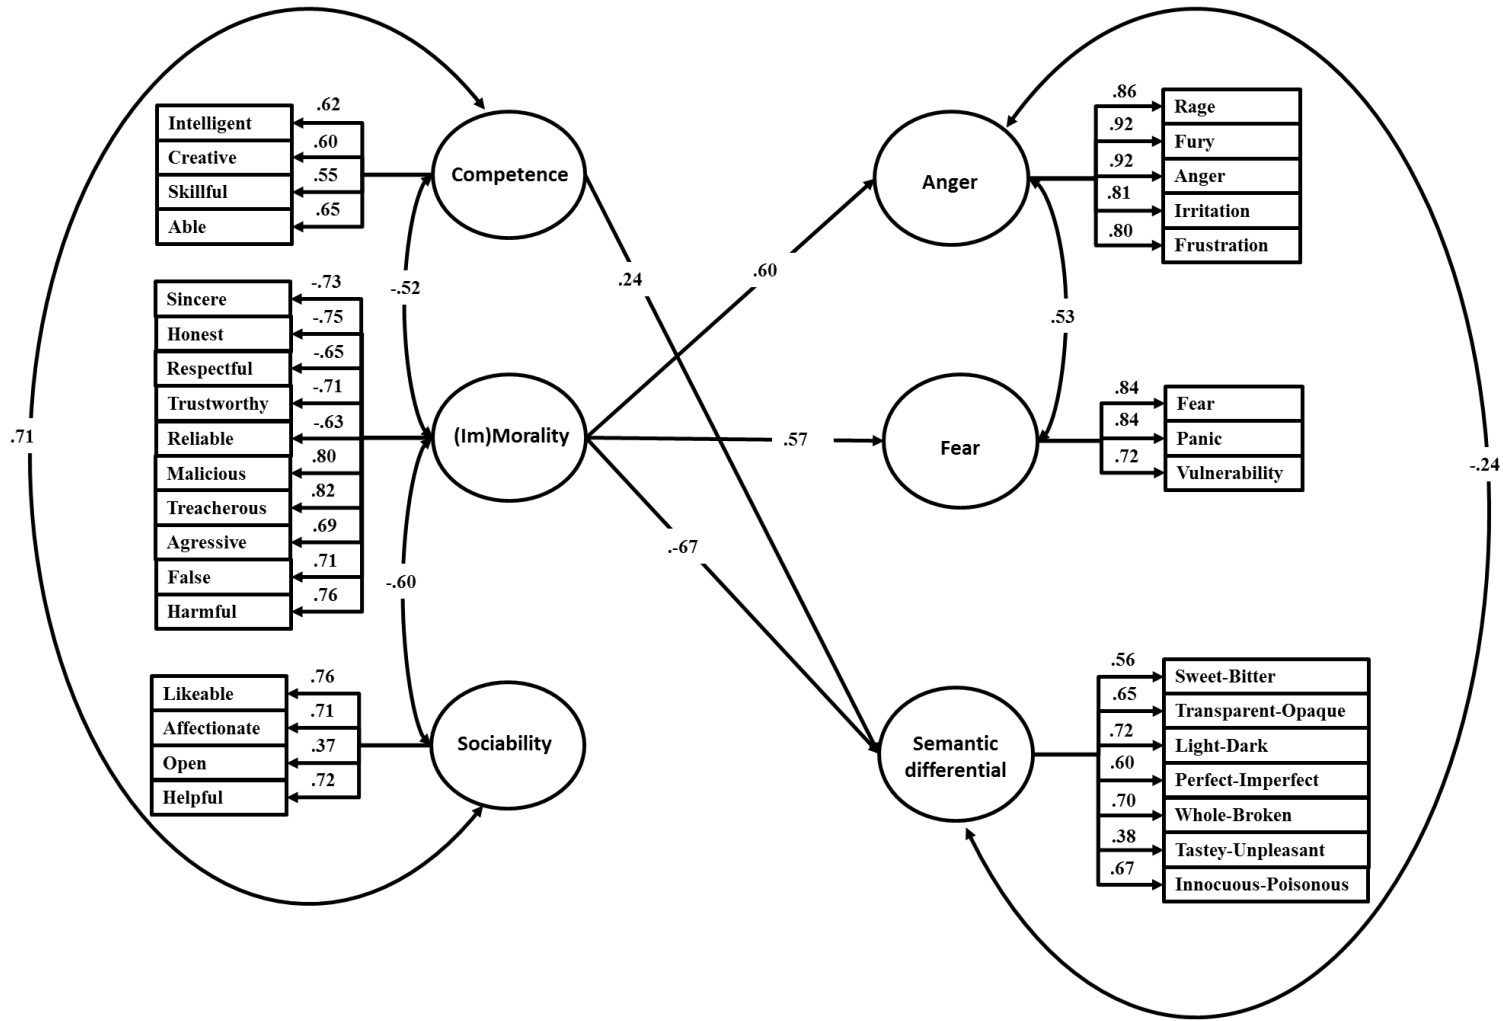 .62
Intelligent
.60
Creative
.55
Skillful
.65
Able
Competence
-.52
-.73
Sincere
-.75
Honest
-.65
Respectful
-.71
Trustworthy
-.63
Reliable
.80
Malicious
.82
Treacherous
.69
Agressive
.71
False
.76
Harmful
(Im)Morality
-.60
.71
.76
Likeable
.71
Affectionate
.37
Open
.72
Helpful
Sociability
.24
.60
.57
.-67
Anger
.86
Rage
.92
Fury
.92
Anger
.81
Irritation
.80
Frustration
.53
Fear
.84
Fear
.84
Panic
.72
Vulnerability
-.24
Semantic
differential
.56
Sweet-Bitter
.65
Transparent-Opaque
.72
Light-Dark
.60
Perfect-Imperfect
.70
Whole-Broken
.38
Tastey-Unpleasant
.67
Innocuous-Poisonous